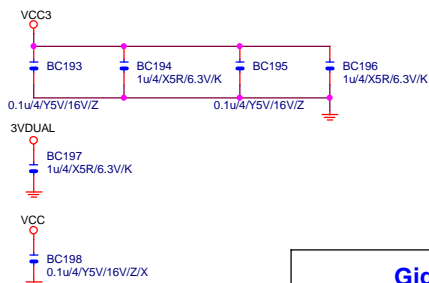 VCC3
BC193
BC194
1u/4/X5R/6.3V/K
BC195
BC196
1u/4/X5R/6.3V/K
0.1u/4/Y5V/16V/Z
0.1u/4/Y5V/16V/Z
3VDUAL
BC197
1u/4/X5R/6.3V/K
VCC
BC198
0.1u/4/Y5V/16V/Z/X